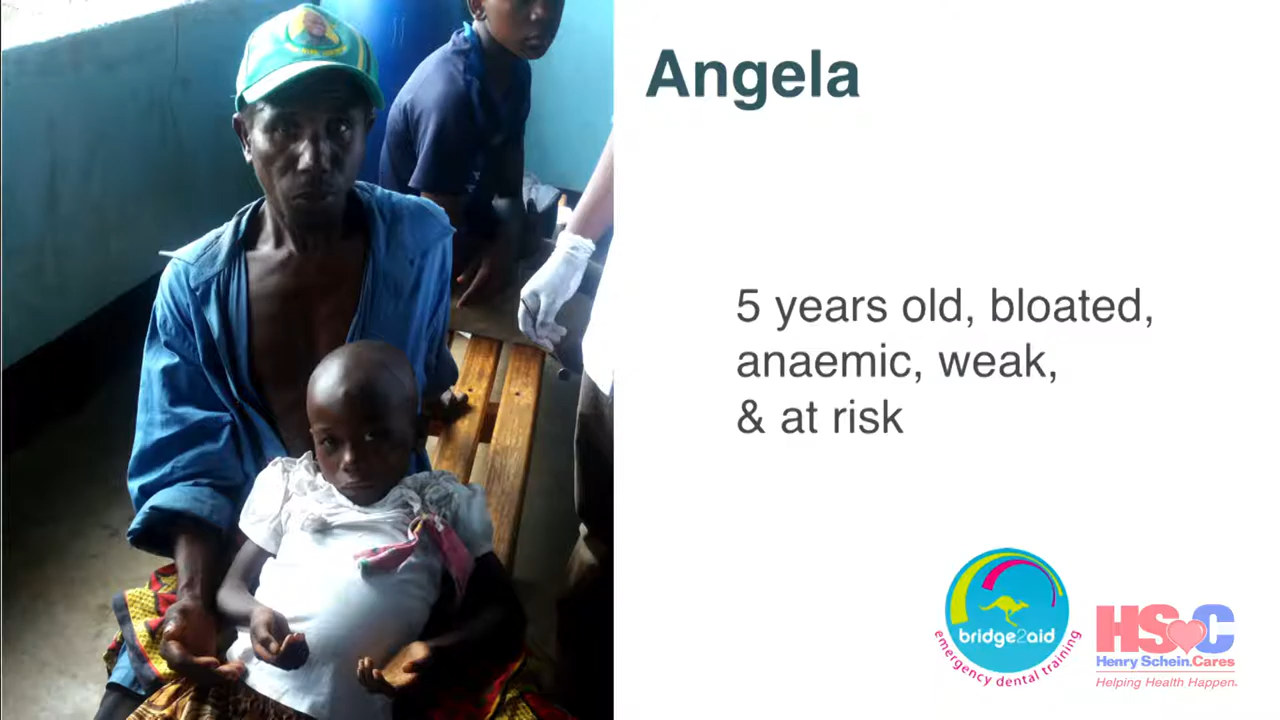 Angela
5 years old, bloated,
anaemic, weak,
& at risk
bridge2aid
emergency dental training
HSC
Henry Schein.Cares
Helping Health Happen.